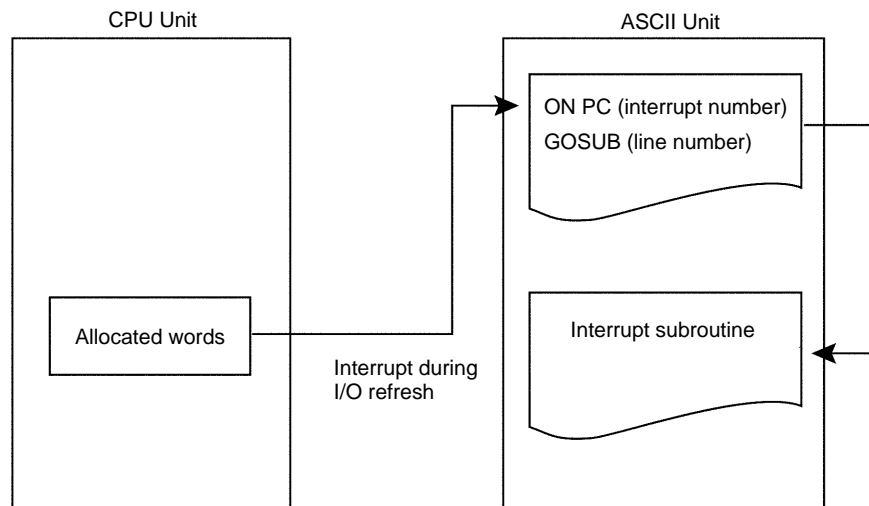 CPU Unit
ASCII Unit
ON PC (interrupt number)
GOSUB (line number)
Allocated words
Interrupt during
I/O refresh
Interrupt subroutine